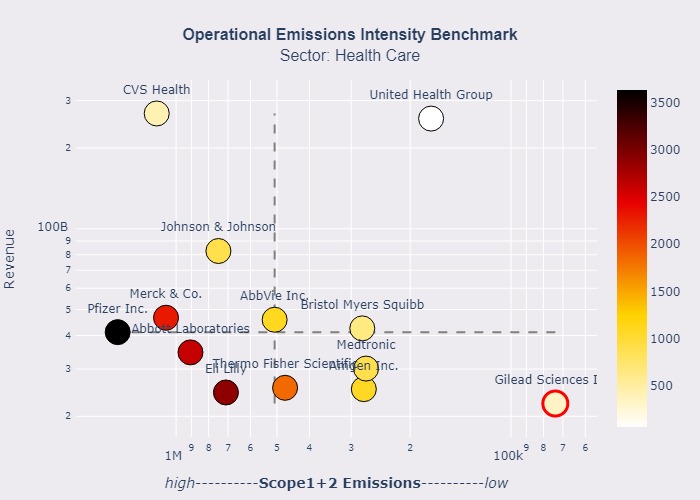 Operational Emissions Intensity Benchmark
Sector: Health Care
CVS Health
United Health Group
Johnson & Johnson
Merck & Co.
AbbVie Inc.
Bristol Myers Squibb
Pfizer Inc.
Abbott Laboratories
Medtronic
Eli Lilly
Thermo Fisher Scientific
Amgen Inc.
Gilead Sciences I
Revenue
3
2
100B
9
8
7
6
5
4
3
2
1M 9 8 7 6 5 4 3 2 100k 9 8 7 6
high----------Scope1+2 Emissions----------low
3500
3000
2500
2000
1500
1000
500